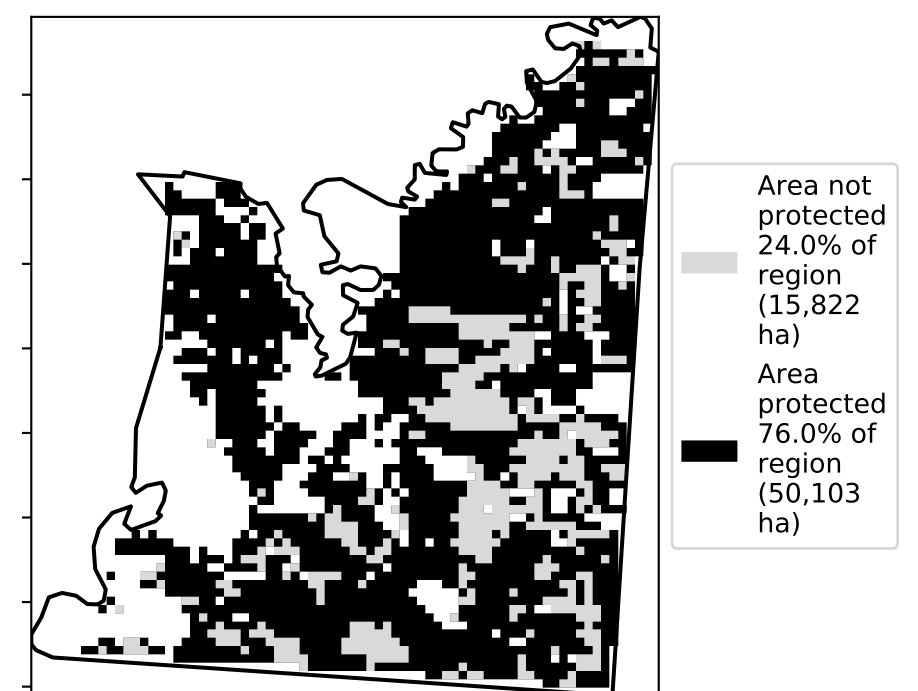 Area not
protected
24.0% of
region
(15,822
ha)
Area
protected
76.0% of
region
(50,103
ha)